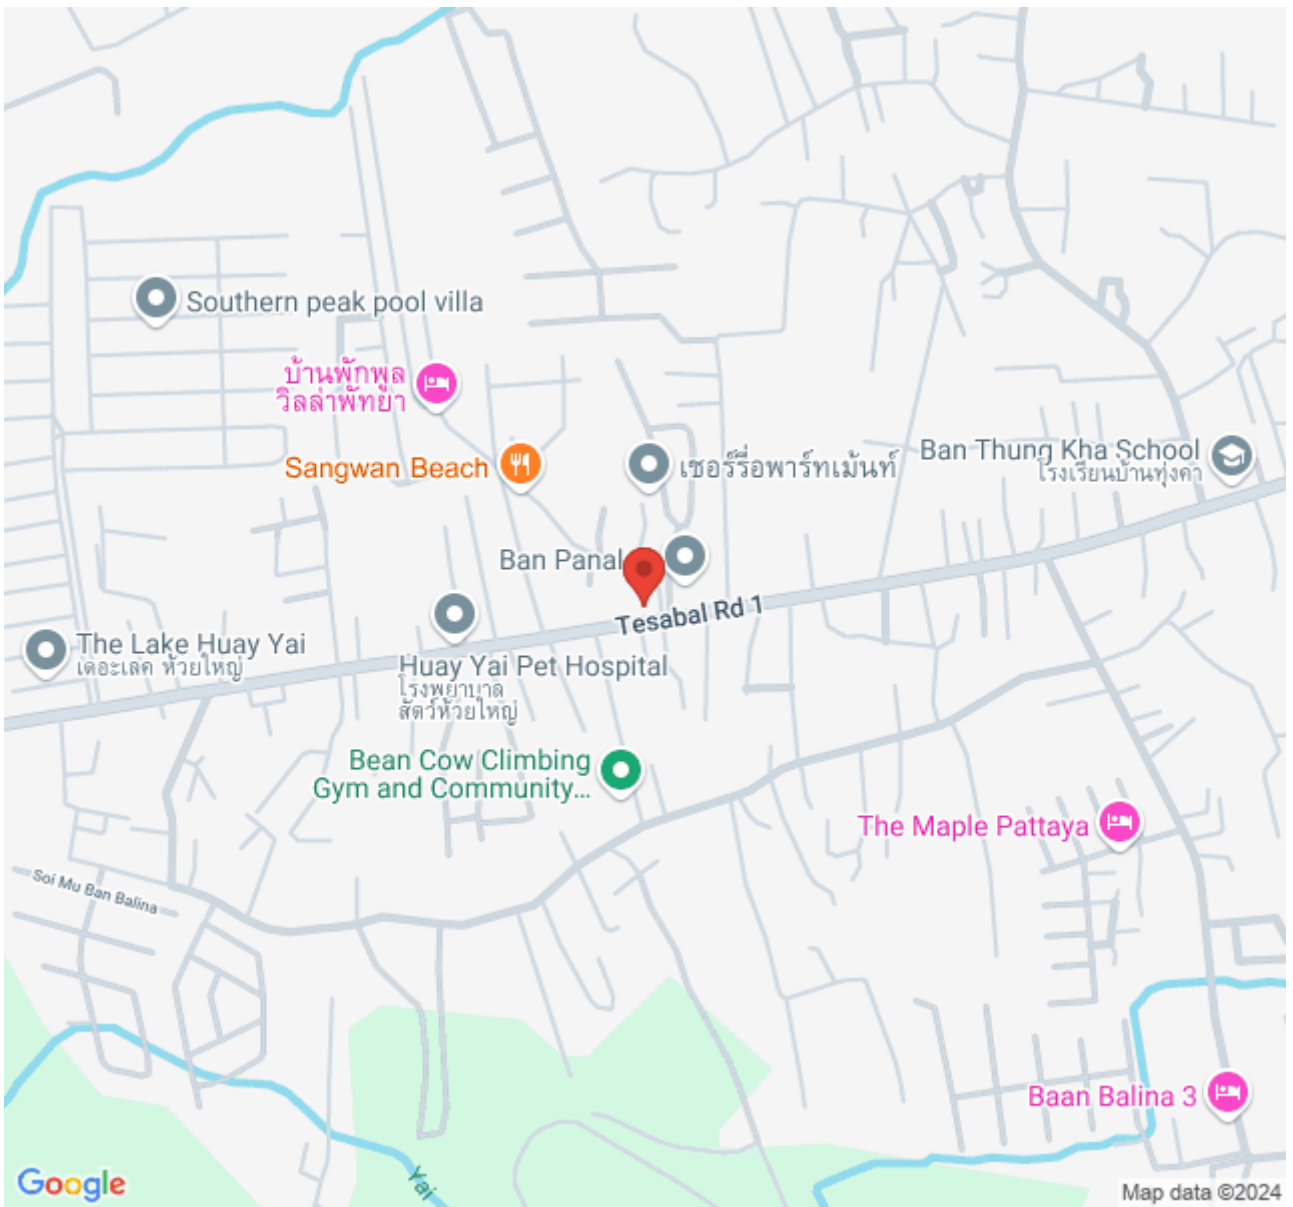 Southern peak pool villa
บ้านพักพูล
วิลล่าพัทยา
Sangwan Beach
เชอร์รี่อพาร์ทเม้นท์
Ban Thung Kha School
โรงเรียนบ้านทุ่งคา
Ban Panal
Tesabal Rd 1
The Lake Huay Yai
เดอะเลค ห้วยใหญ่
Huay Yai Pet Hospital
โรงพยาบาล
สัตว์ห้วยใหญ่
Bean Cow Climbing
Gym and Community...
The Maple Pattaya
Soi Mu Ban Balina
Baan Balina 3
Yai
Google
Map data ©2024